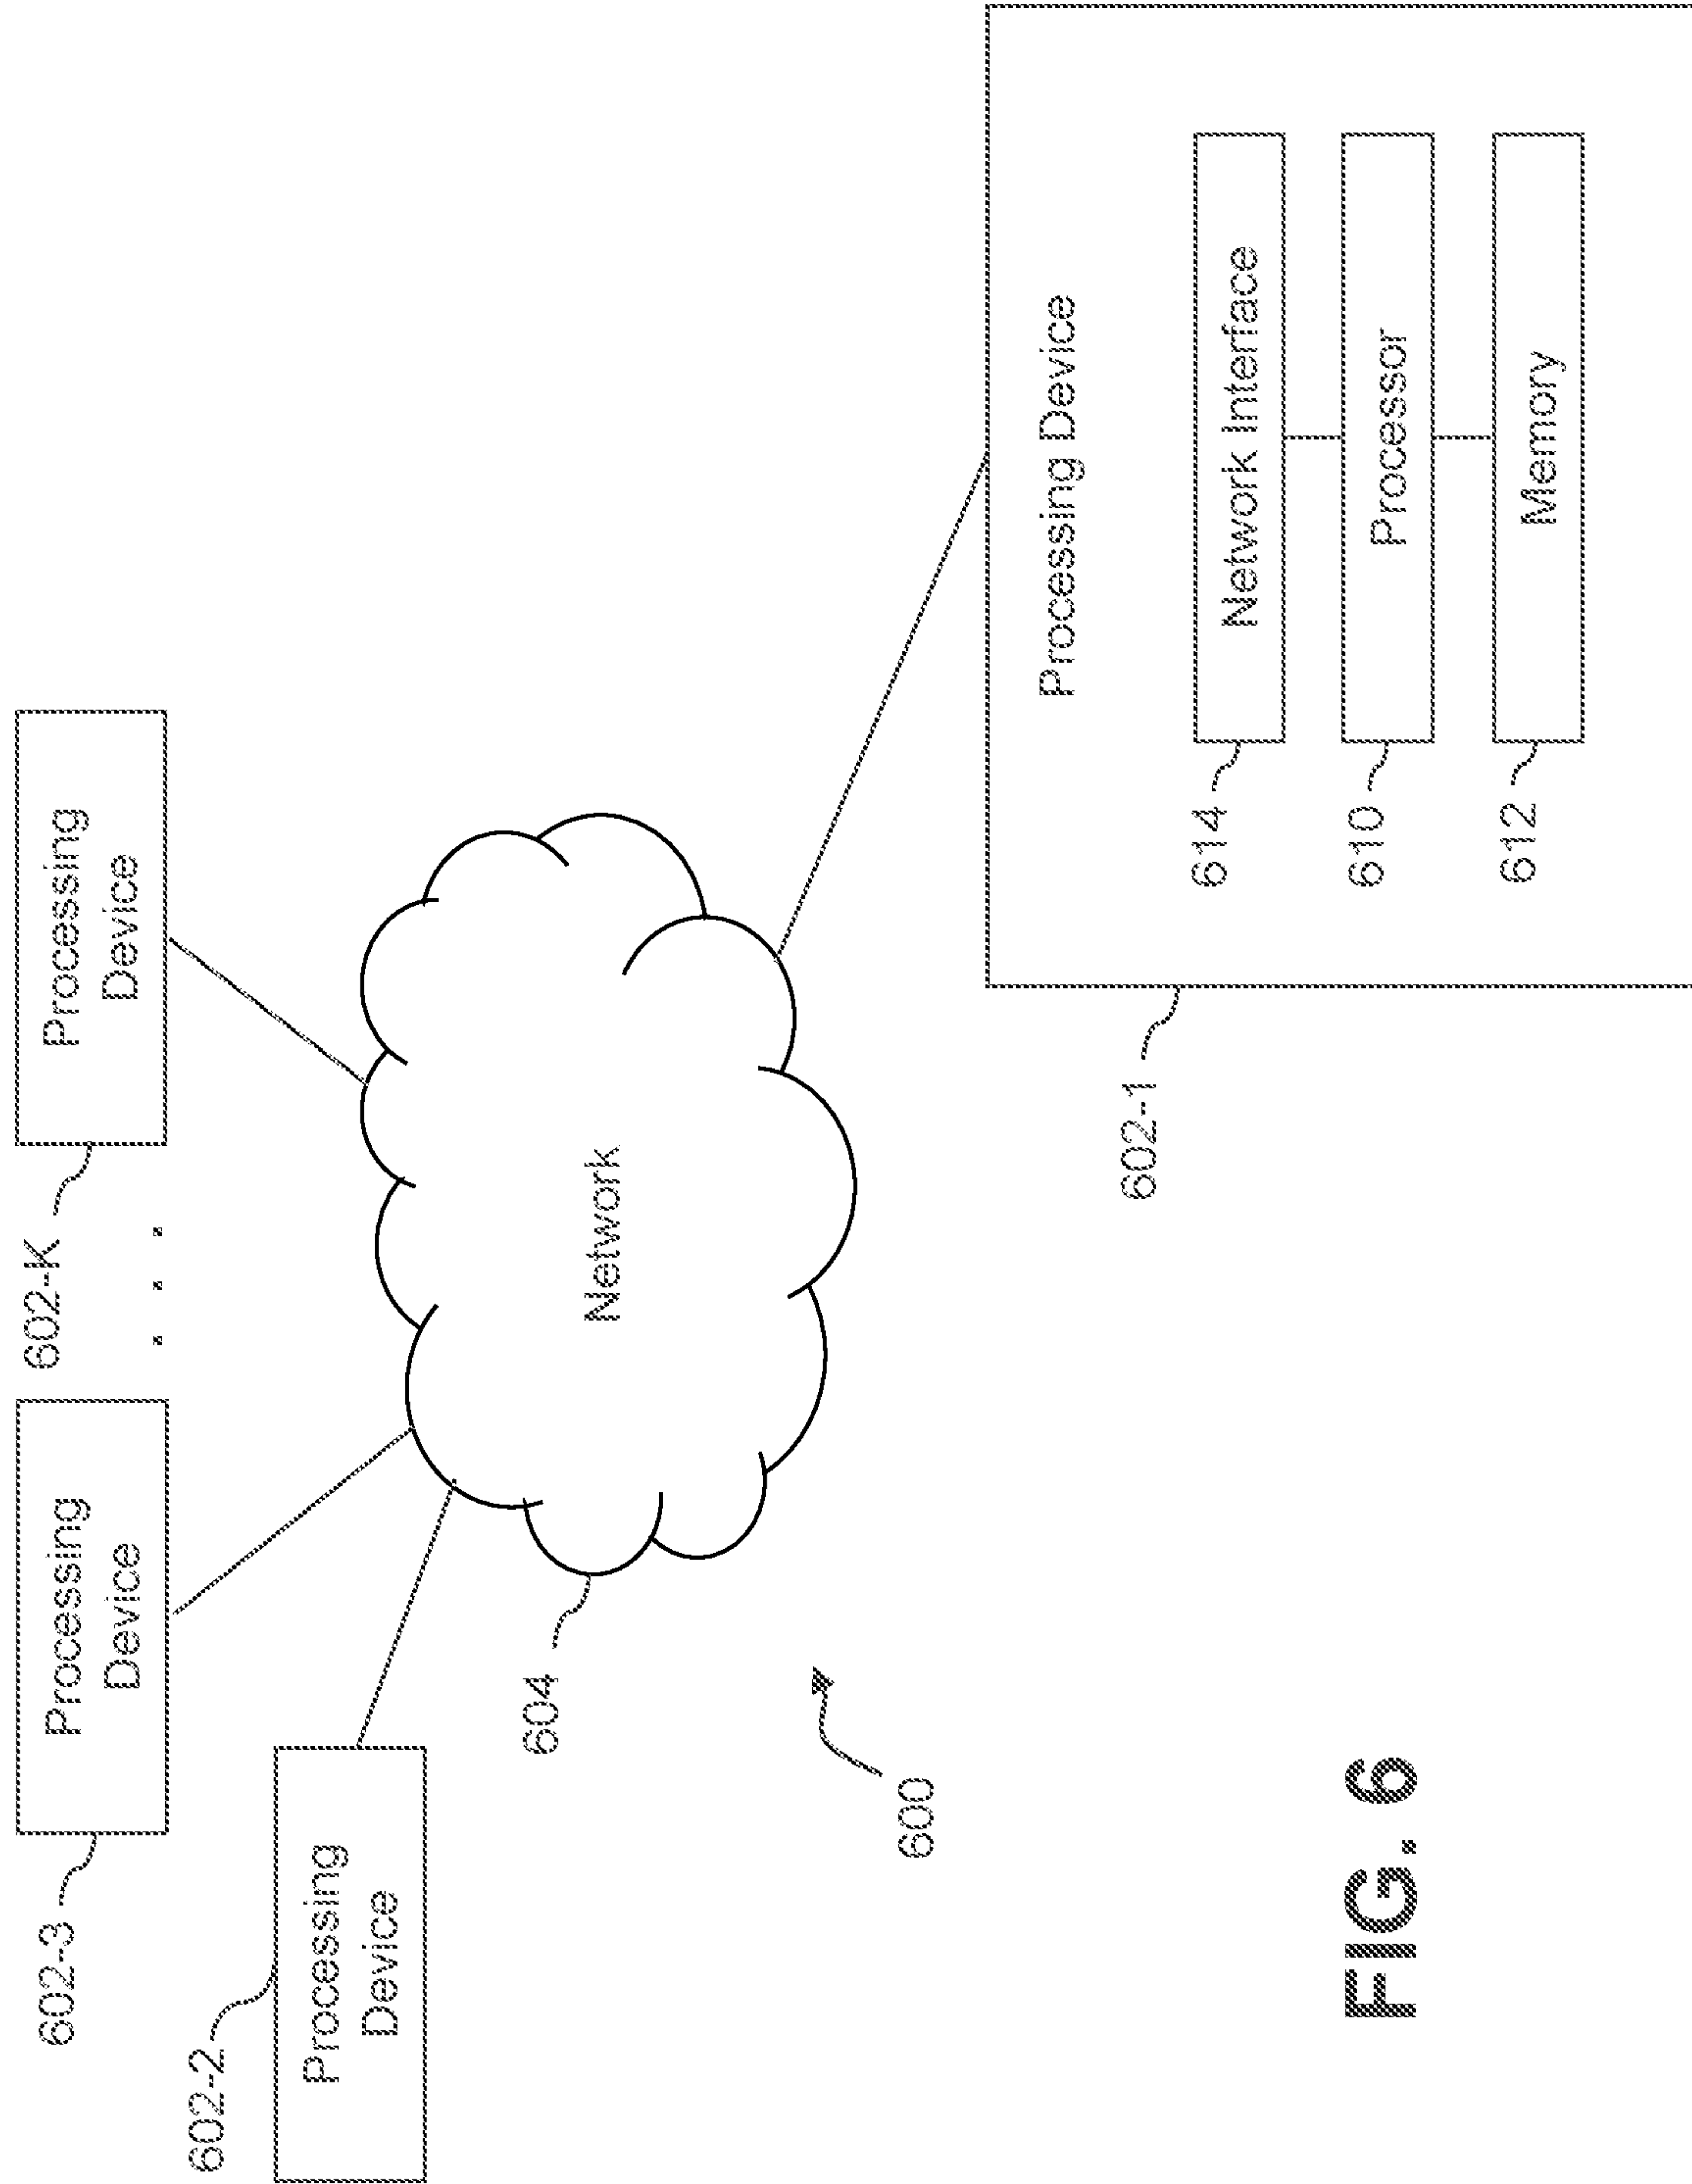 602-2
Processing
Device
602-3
Processing
Device
602-K
Processing
Device
. . .
604
Network
600
602-1
Processing Device
614
Network Interface
610
Processor
612
Memory
FIG. 6